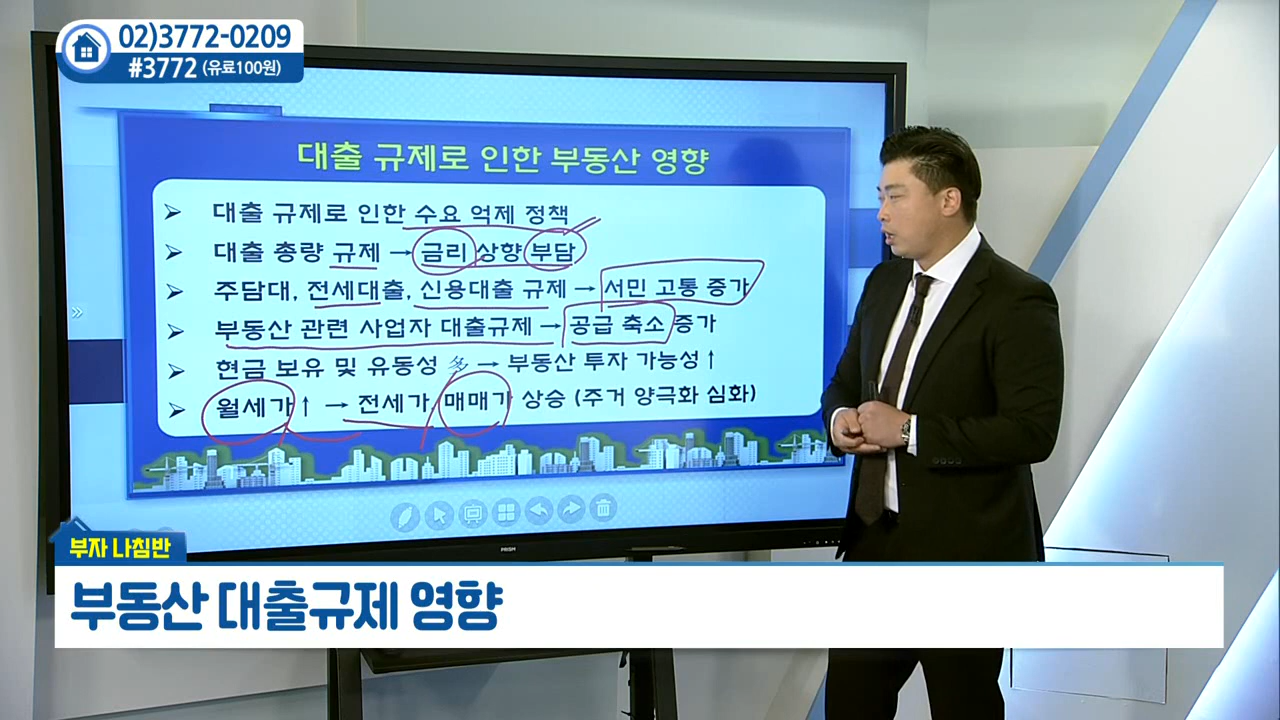 02)3772-0209
#3772 (유료100원)
대출 규제로 인한 부동산 영향
➤ 대출 규제로 인한 수요 억제 정책
➤ 대출 총량 규제 → 금리 상향 부담
➤ 주담대, 전세대출, 신용대출 규제 → 서민 고통 증가
➤ 부동산 관련 사업자 대출규제 → 공급 축소 증가
➤ 현금 보유 및 유동성 多 → 부동산 투자 가능성 ↑
➤ 월세가 ↑ → 전세가, 매매가 상승 (주거 양극화 심화)
PRISM
부자 나침반
부동산 대출규제 영향